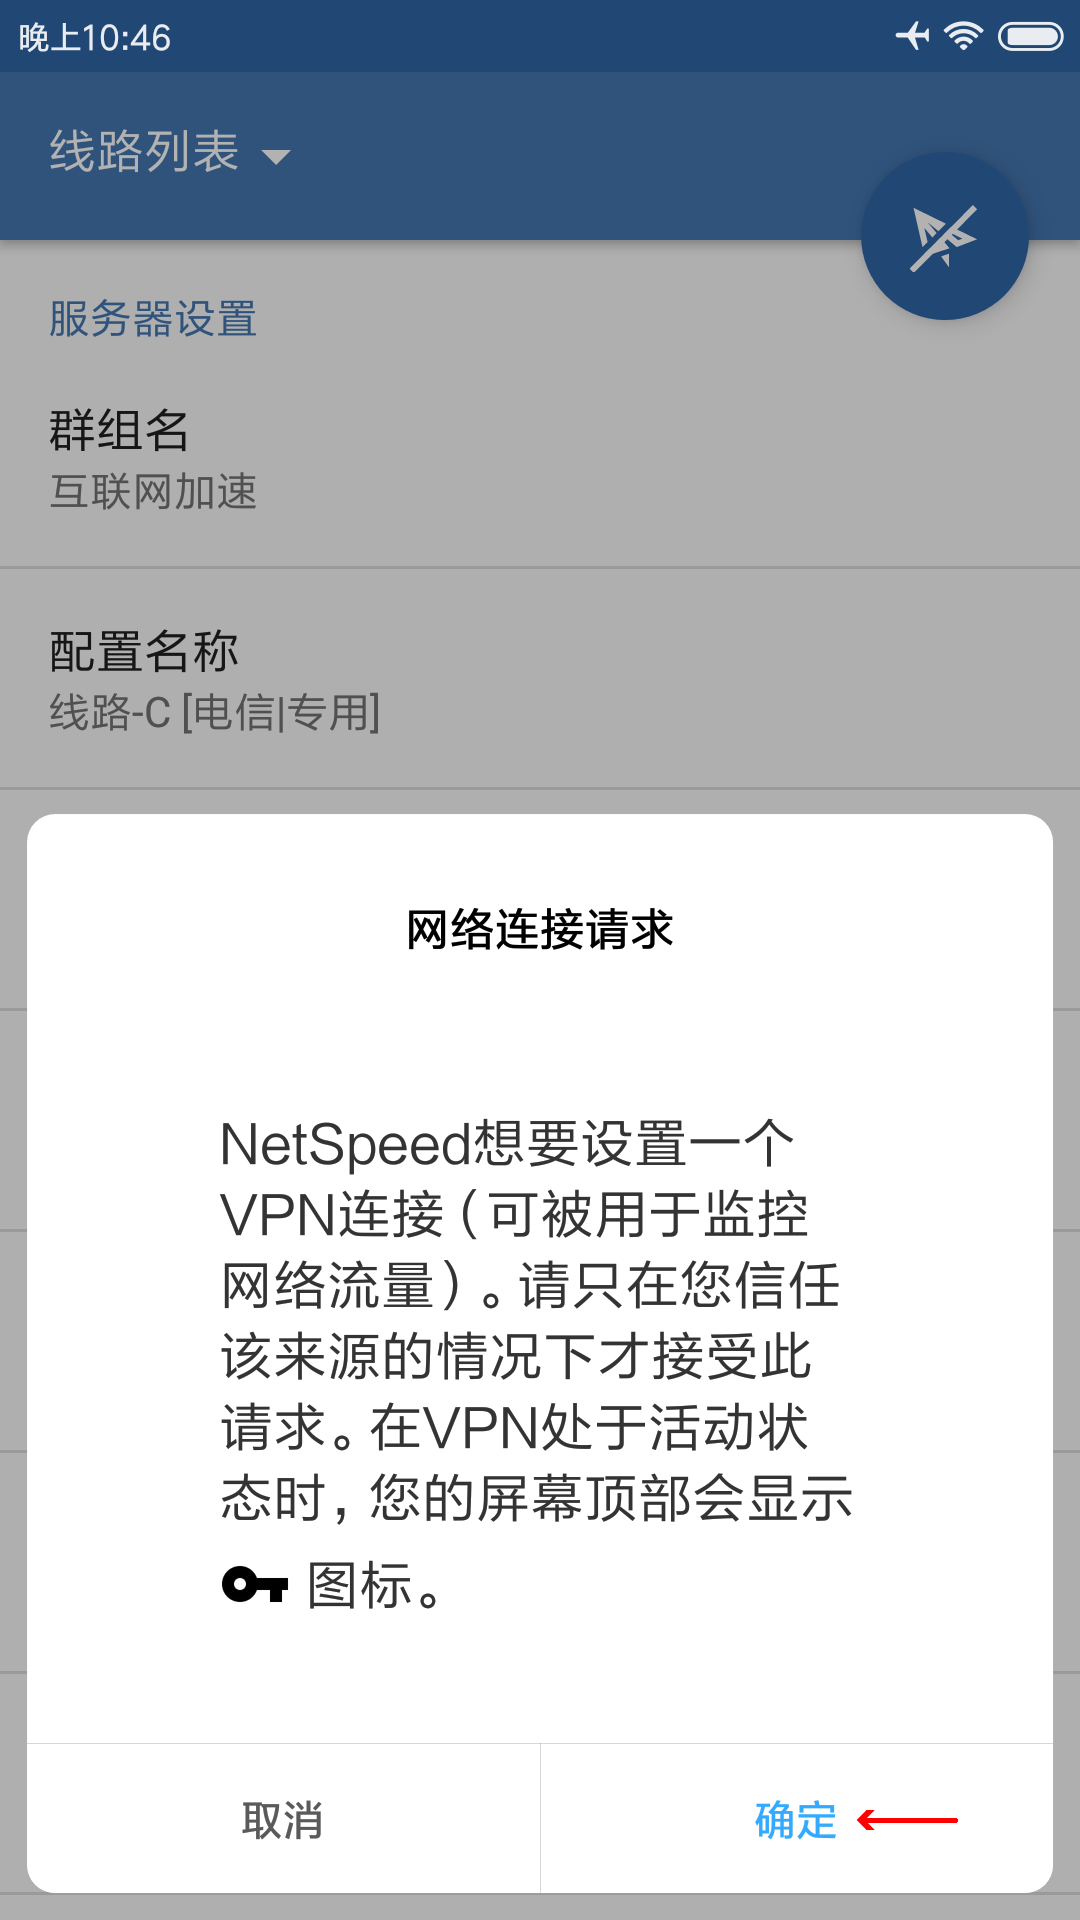 晚上10:46
线路列表
服务器设置
群组名
互联网加速
配置名称
线路-C [电信|专用]
网络连接请求
NetSpeed想要设置一个
VPN连接（可被用于监控
网络流量）。请只在您信任
该来源的情况下才接受此
请求。在VPN处于活动状
态时，您的屏幕顶部会显示
图标。
取消
确定